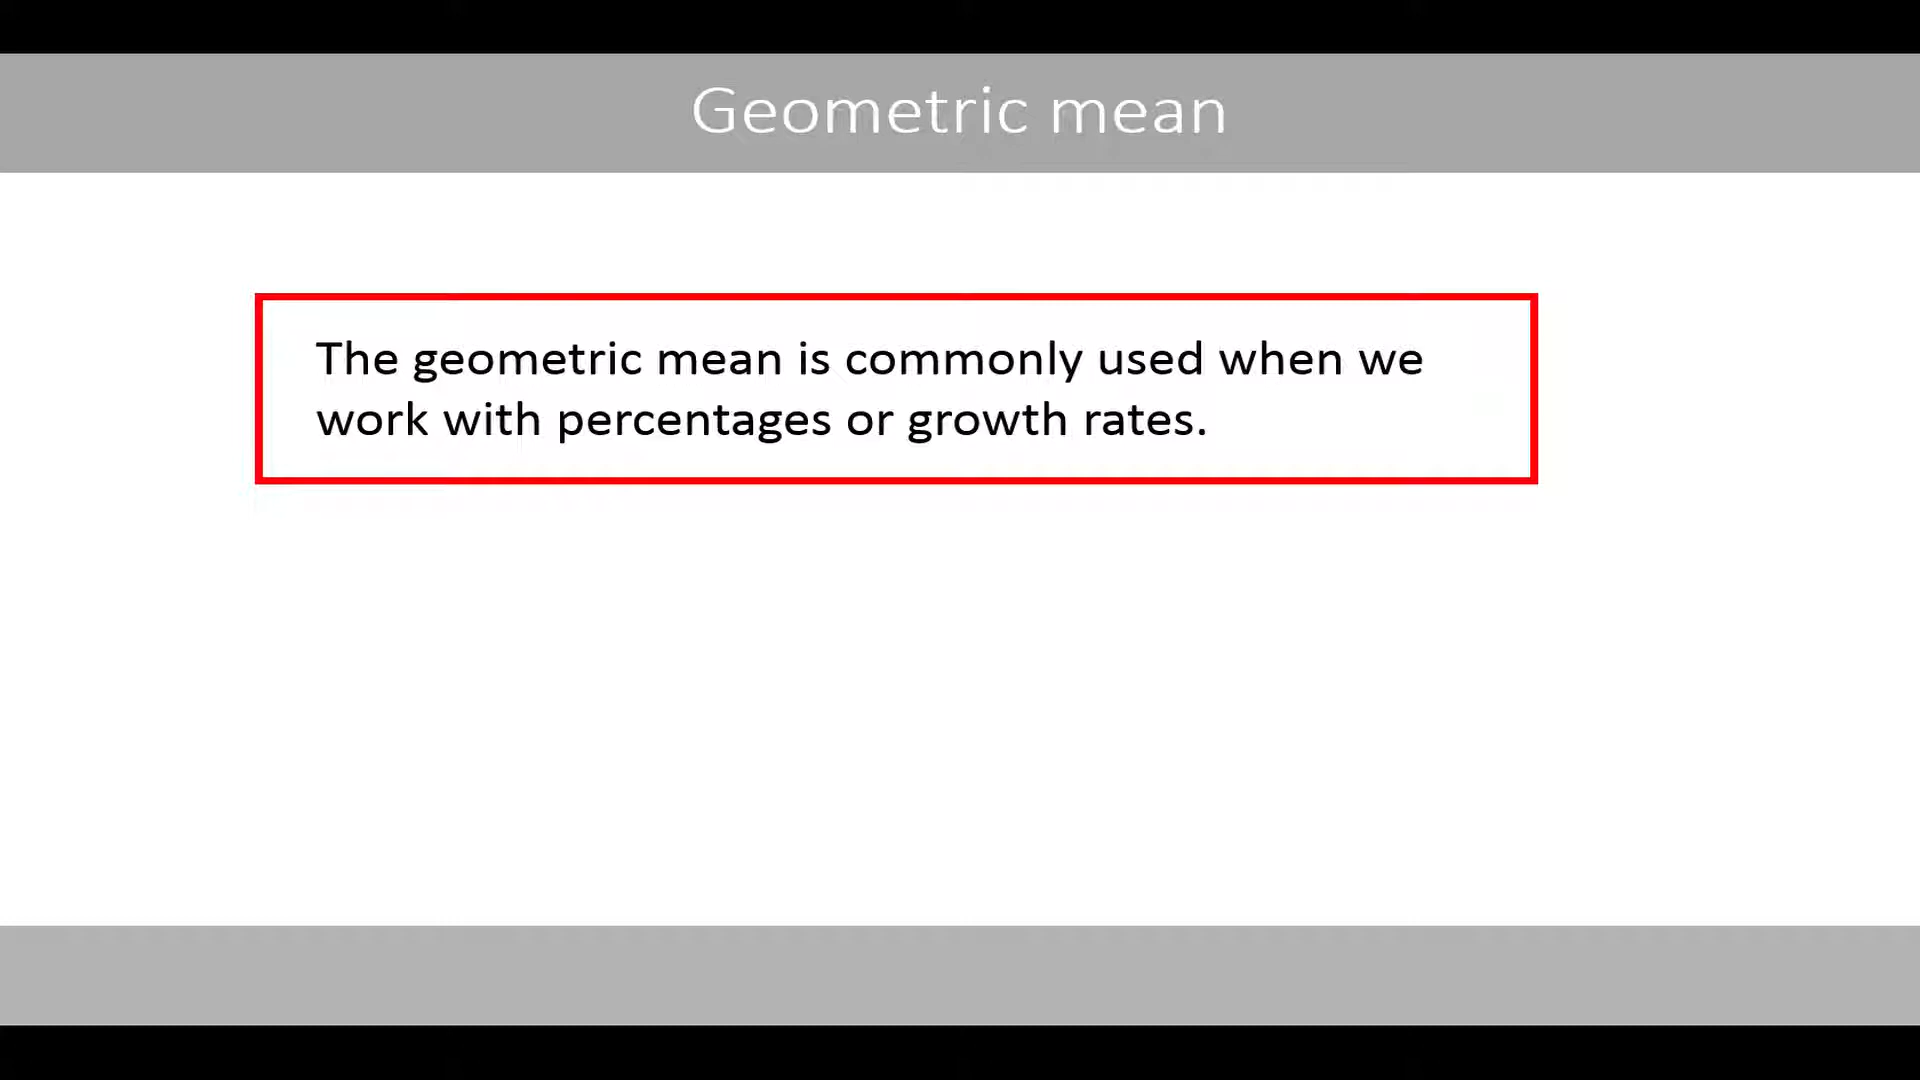 Geometric mean
The geometric mean is commonly used when we
work with percentages or growth rates.